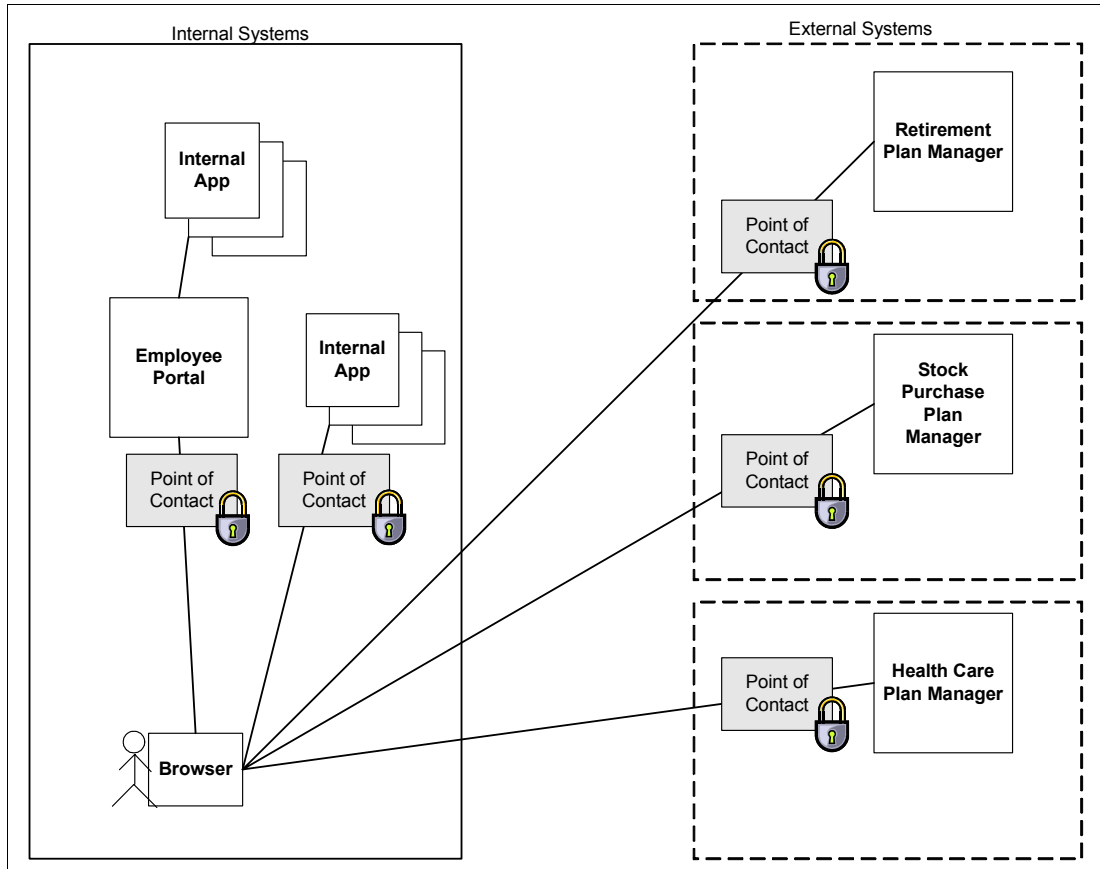 Internal Systems
External Systems
Internal
App
Employee
Portal
Internal
App
Point of
Contact
Point of
Contact
Browser
Retirement
Plan Manager
Point of
Contact
Stock
Purchase
Plan
Manager
Point of
Contact
Health Care
Plan Manager
Point of
Contact